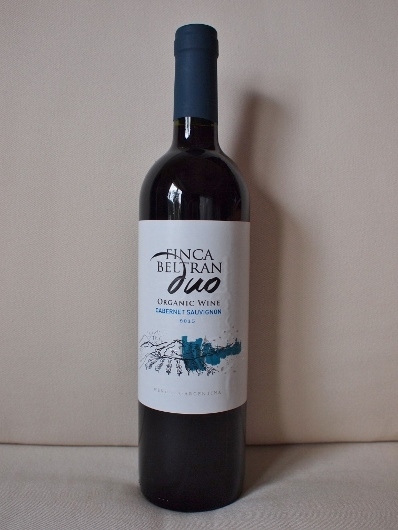 FINCA
BELTRAN
duo
ORGANIC WINE
CABERNET SAUVIGNON